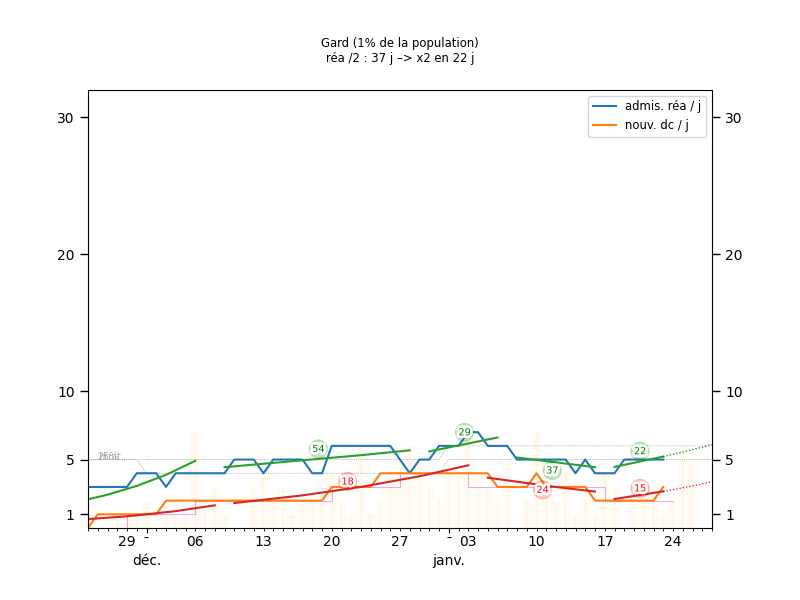 Gard (1% de la population)
réa /2 : 37 j –> x2 en 22 j
admis. réa / j
nouv. dc / j
30 30
20 20
10 10
5 5
1 1
54
29
22
37
18
24
15
29 - 06 13 20 27 - 03 10 17 24
déc. janv.